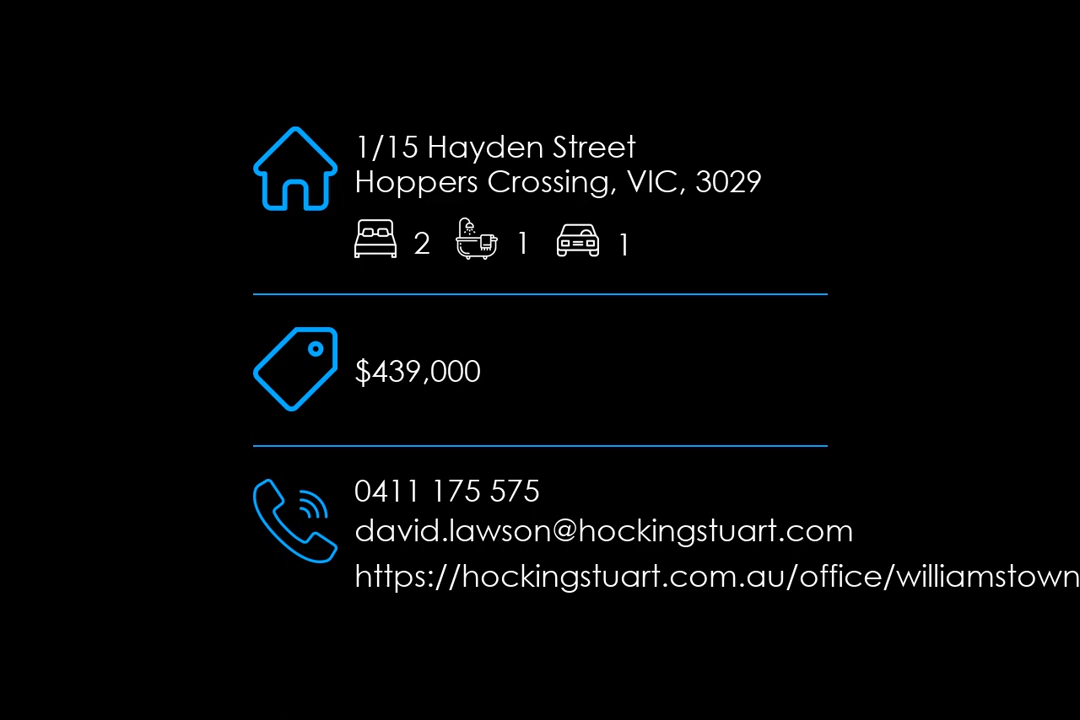 1/15 Hayden Street
Hoppers Crossing, VIC, 3029
2 1 1
$439,000
0411 175 575
david.lawson@hockingstuart.com
https://hockingstuart.com.au/office/williamstown